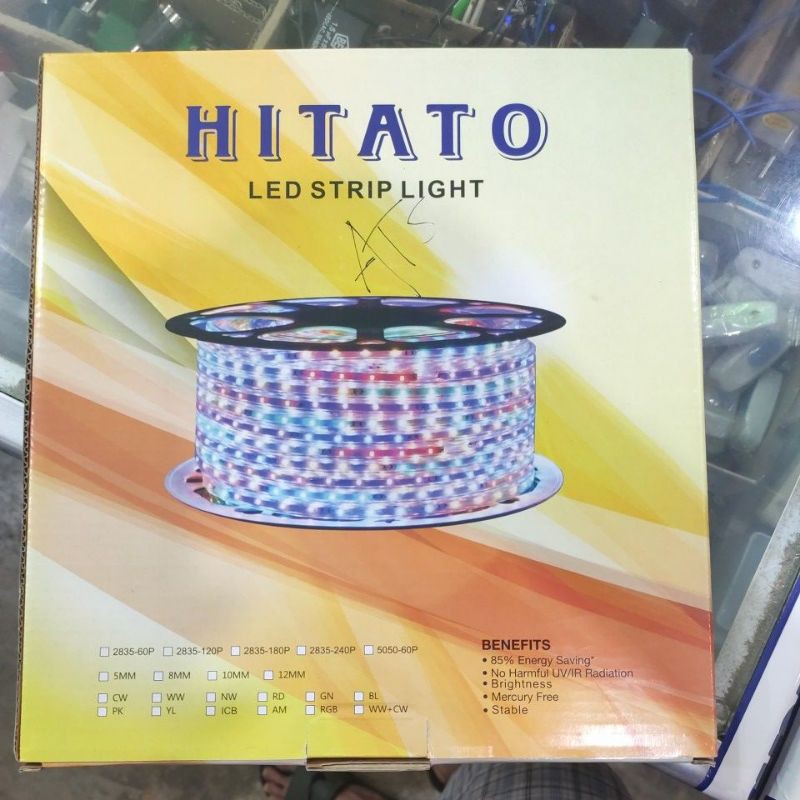 HITATO
LED STRIP LIGHT
ATS
2835-60P 2835-120P 2835-180P 2835-240P 5050-60P
5MM 8MM 10MM 12MM
CW WW NW RD GN BL
PK YL ICB AM RGB WW+CW
BENEFITS
• 85% Energy Saving*
• No Harmful UV/IR Radiation
• Brightness
• Mercury Free
• Stable